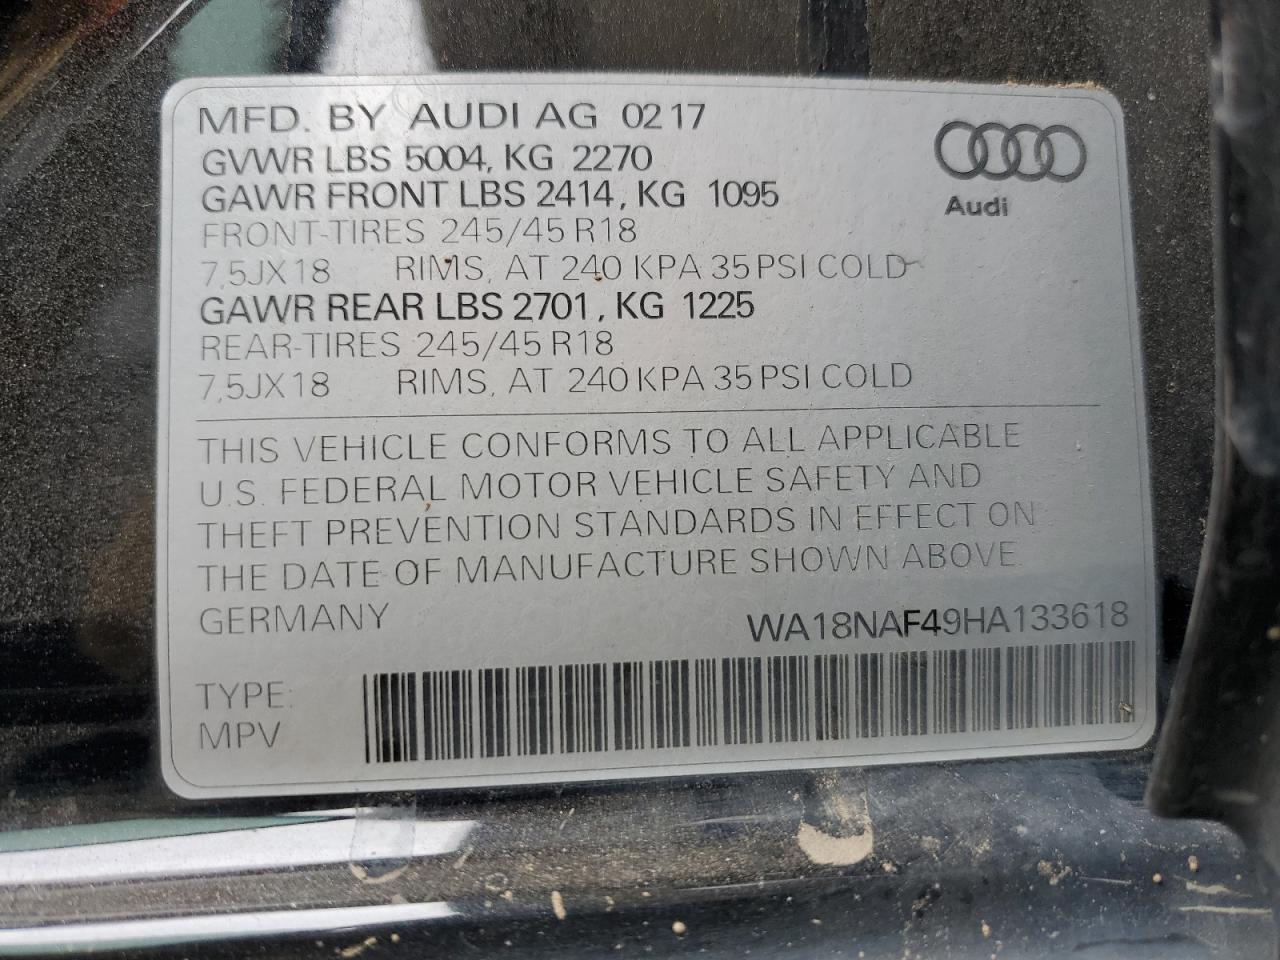 MFD. BY AUDI AG 02 17
GVWR LBS 5004, KG 2270
GAWR FRONT LBS 2414, KG 1095
FRONT-TIRES 245/45 R18
7,5JX18 RIMS, AT 240 KPA 35 PSI COLD
GAWR REAR LBS 2701, KG 1225
REAR-TIRES 245/45 R18
7,5JX18 RIMS, AT 240 KPA 35 PSI COLD
Audi
THIS VEHICLE CONFORMS TO ALL APPLICABLE
U.S. FEDERAL MOTOR VEHICLE SAFETY AND
THEFT PREVENTION STANDARDS IN EFFECT ON
THE DATE OF MANUFACTURE SHOWN ABOVE.
GERMANY WA18NAF49HA133618
TYPE:
MPV